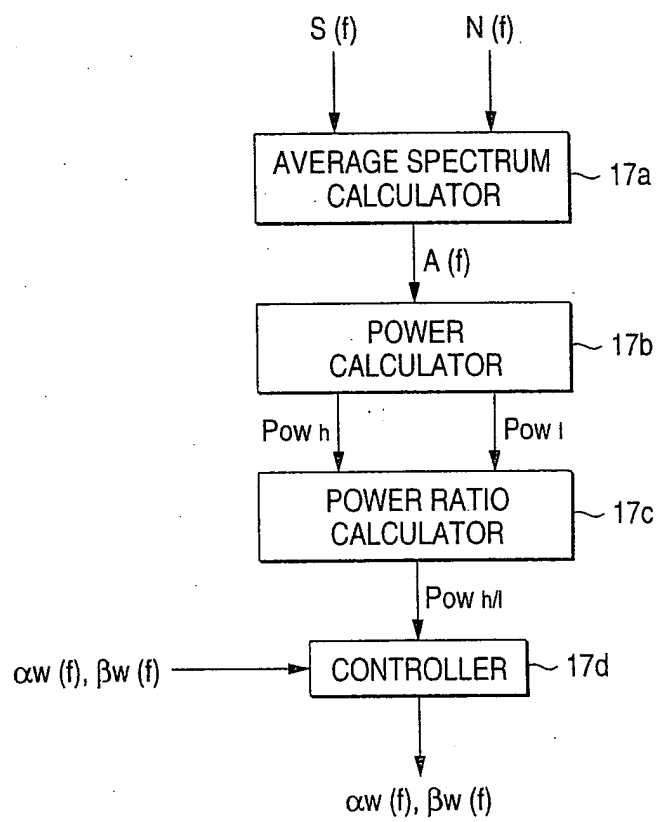 S (f) N (f)
AVERAGE SPECTRUM
CALCULATOR
17a
A (f)
POWER
CALCULATOR
17b
Pow h Pow l
POWER RATIO
CALCULATOR
17c
Pow h/l
αw (f), βw (f)
CONTROLLER
17d
αw (f), βw (f)